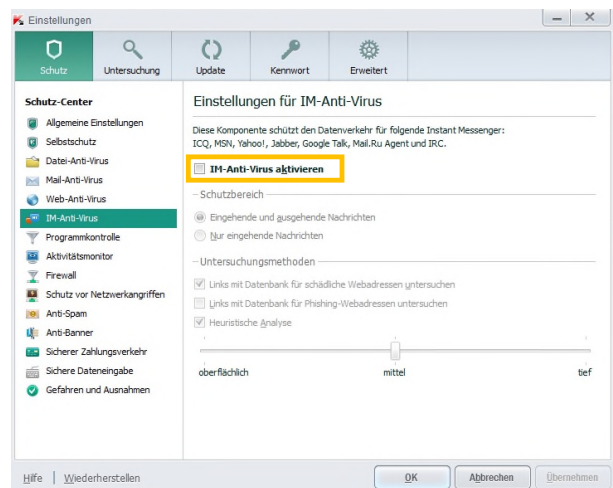 Einstellungen
Schutz
Untersuchung
Update
Kennwort
Erweitert
Schutz-Center
Allgemeine Einstellungen
Selbstschutz
Datei-Anti-Virus
Mail-Anti-Virus
Web-Anti-Virus
IM-Anti-Virus
Programmkontrolle
Aktivitätsmonitor
Firewall
Schutz vor Netzwerkangriffen
Anti-Spam
Anti-Banner
Sicherer Zahlungsverkehr
Sichere Dateneingabe
Gefahren und Ausnahmen
Einstellungen für IM-Anti-Virus
Diese Komponente schützt den Datenverkehr für folgende Instant Messenger:
ICQ, MSN, Yahoo!, Jabber, Google Talk, Mail.Ru Agent und IRC.
IM-Anti-Virus aktivieren
Schutzbereich
Eingehende und ausgehende Nachrichten
Nur eingehende Nachrichten
Untersuchungsmethoden
Links mit Datenbank für schädliche Webadressen untersuchen
Links mit Datenbank für Phishing-Webadressen untersuchen
Heuristische Analyse
oberflächlich mittel tief
Hilfe | Wiederherstellen
OK
Abbrechen
Übernehmen